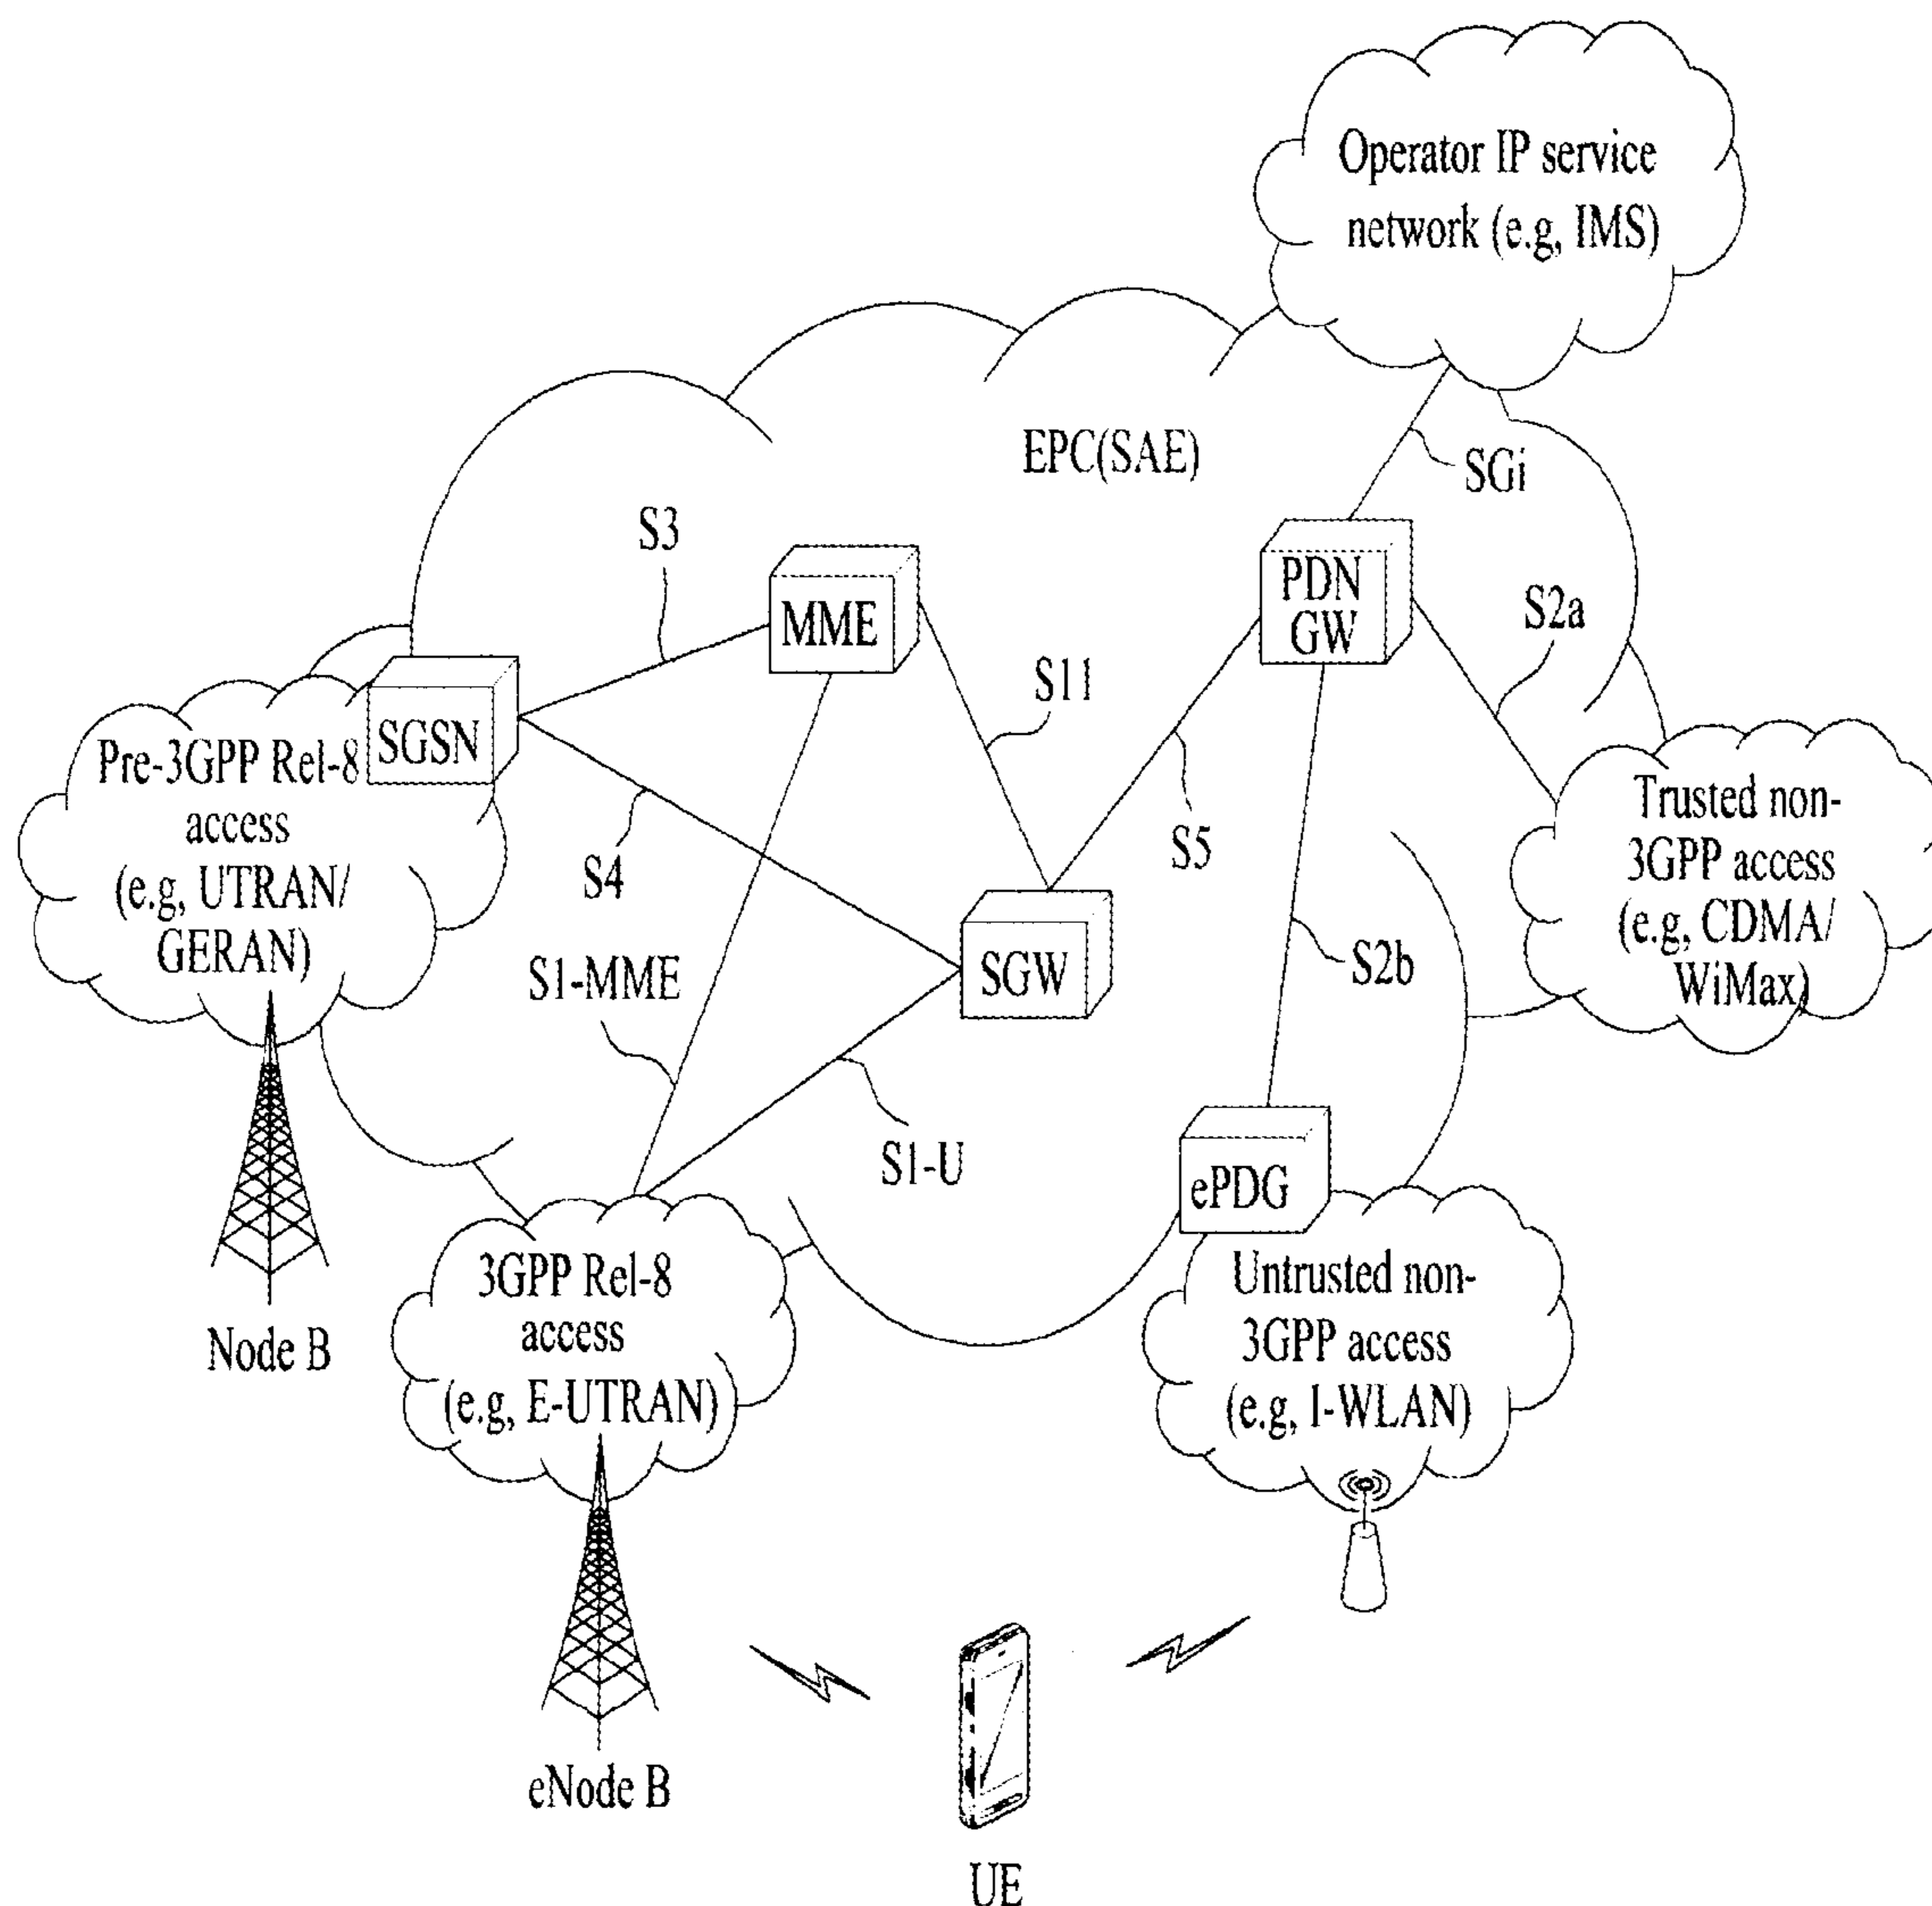 Operator IP service
network (e.g, IMS)
EPC(SAE)
SGi
S3
MME
PDN
GW
S2a
S11
SGSN
Pre-3GPP Rel-8
access
(e.g, UTRAN/
GERAN)
S4
S5
Trusted non-
3GPP access
(e.g, CDMA/
WiMax)
S1-MME
SGW
S2b
S1-U
ePDG
3GPP Rel-8
access
(e.g, E-UTRAN)
Untrusted non-
3GPP access
(e.g, I-WLAN)
Node B
eNode B
UE